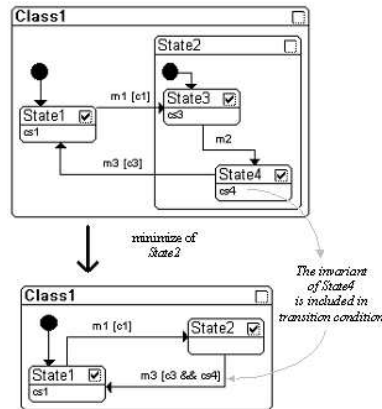 Class1
State2
State1
cs1
m1 [c1]
State3
cs3
m2
m3 [c3]
State4
cs4
minimize of
State2
The invariant
of State4
is included in
transition condition
Class1
m1 [c1]
State2
m3 [c3 && cs4]
State1
cs1